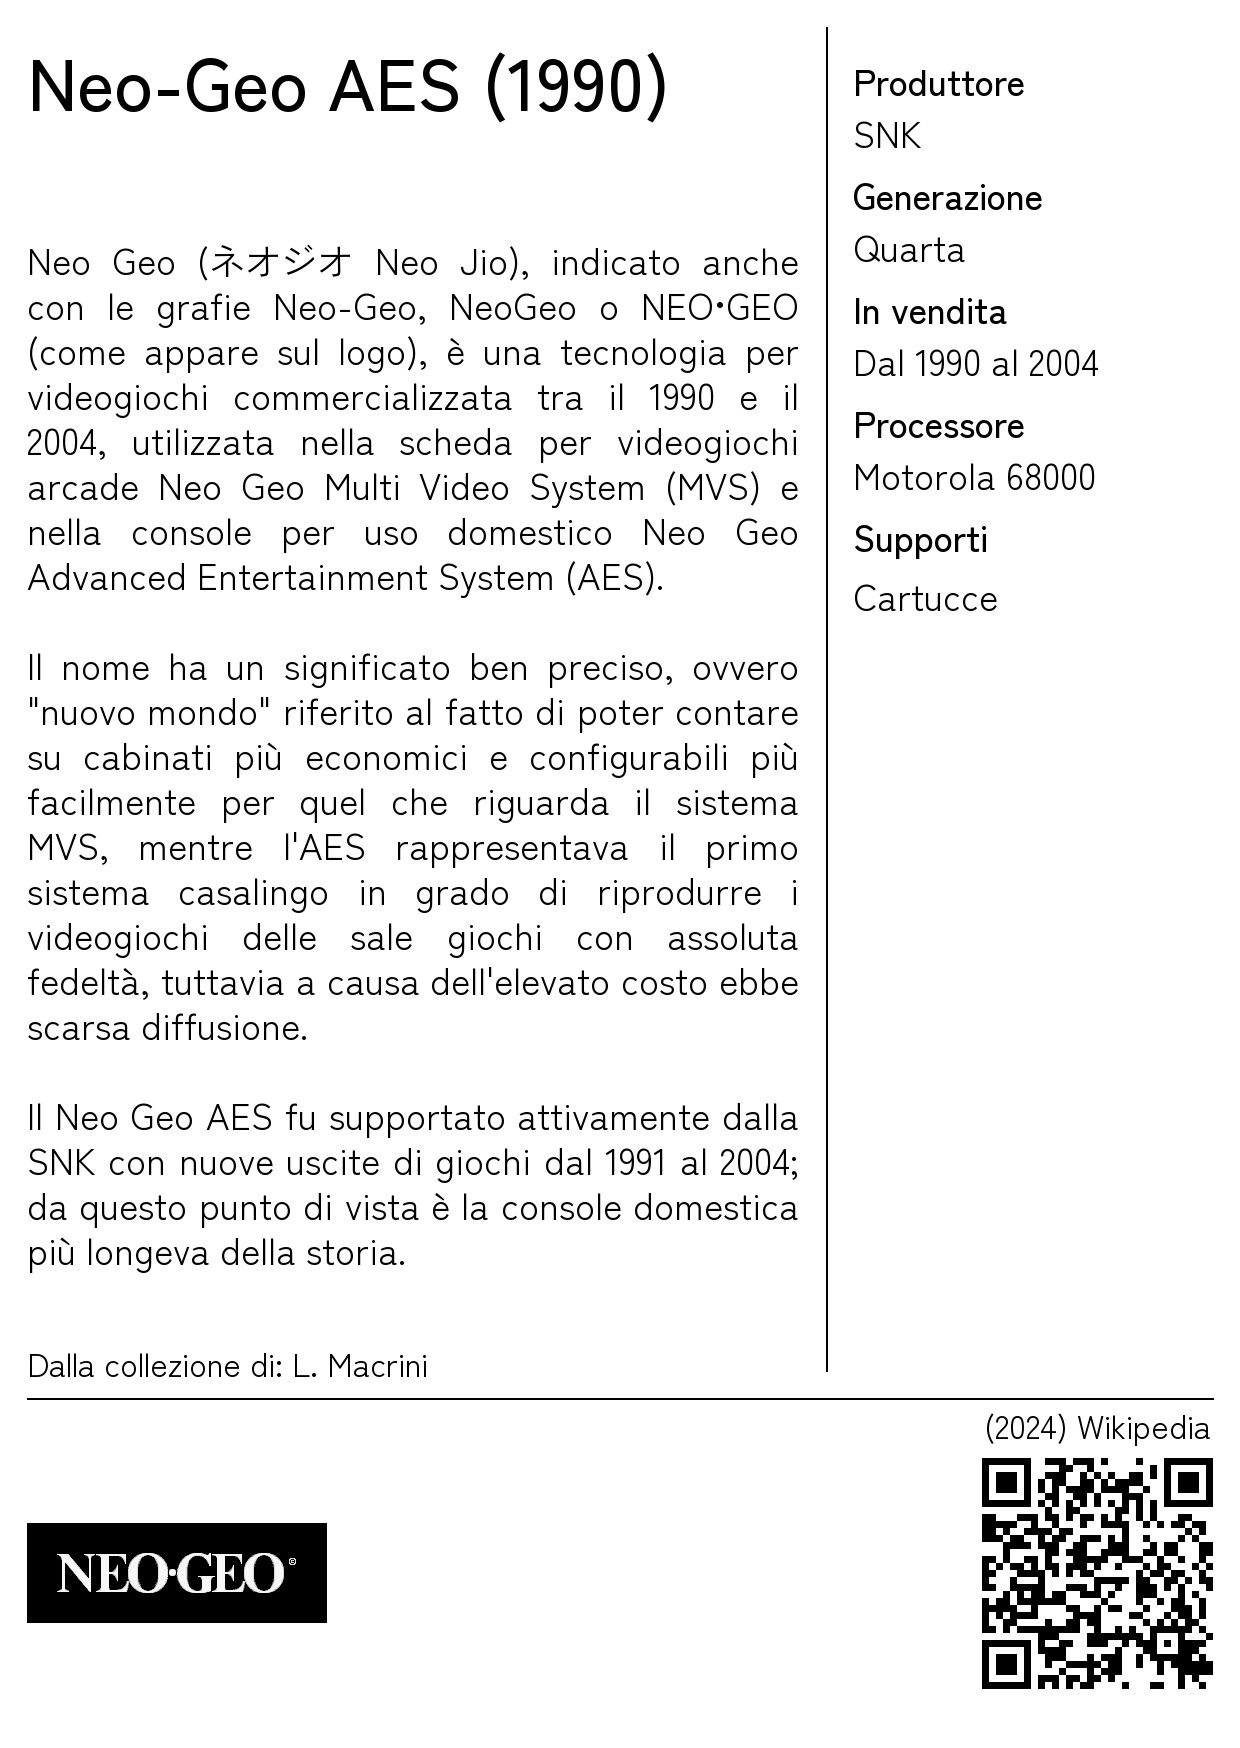 Neo-Geo AES (1990)
Neo Geo (ネオジオ Neo Jio), indicato anche
con le grafie Neo-Geo, NeoGeo o NEO•GEO
(come appare sul logo), è una tecnologia per
videogiochi commercializzata tra il 1990 e il
2004, utilizzata nella scheda per videogiochi
arcade Neo Geo Multi Video System (MVS) e
nella console per uso domestico Neo Geo
Advanced Entertainment System (AES).
Il nome ha un significato ben preciso, ovvero
"nuovo mondo" riferito al fatto di poter contare
su cabinati più economici e configurabili più
facilmente per quel che riguarda il sistema
MVS, mentre l'AES rappresentava il primo
sistema casalingo in grado di riprodurre i
videogiochi delle sale giochi con assoluta
fedeltà, tuttavia a causa dell'elevato costo ebbe
scarsa diffusione.
Il Neo Geo AES fu supportato attivamente dalla
SNK con nuove uscite di giochi dal 1991 al 2004;
da questo punto di vista è la console domestica
più longeva della storia.
Dalla collezione di: L. Macrini
Produttore
SNK
Generazione
Quarta
In vendita
Dal 1990 al 2004
Processore
Motorola 68000
Supporti
Cartucce
(2024) Wikipedia
NEO•GEO©